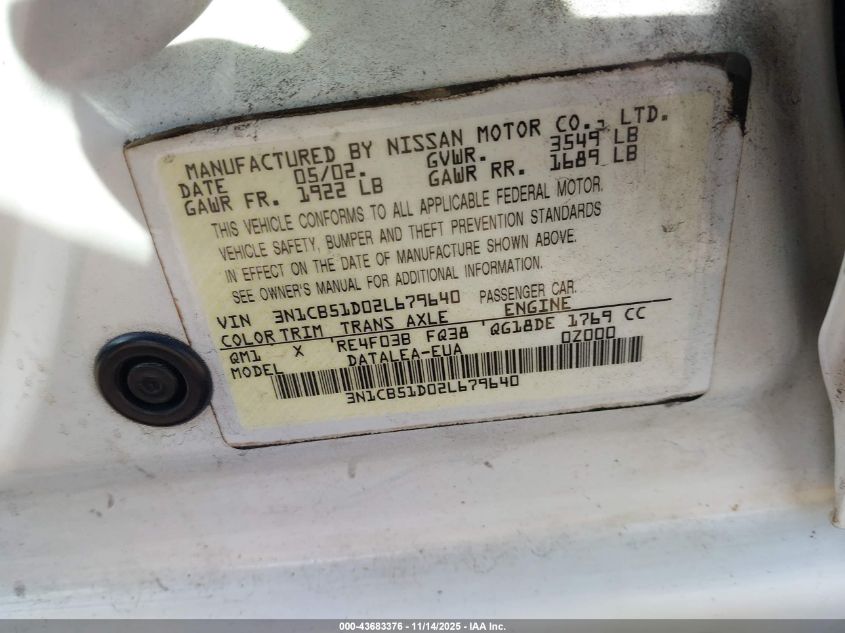 MANUFACTURED BY NISSAN MOTOR CO., LTD.
DATE 05/02. GVWR. 3549 LB
GAWR FR. 1922 LB GAWR RR. 1689 LB
THIS VEHICLE CONFORMS TO ALL APPLICABLE FEDERAL MOTOR.
VEHICLE SAFETY, BUMPER AND THEFT PREVENTION STANDARDS
IN EFFECT ON THE DATE OF MANUFACTURE SHOWN ABOVE.
SEE OWNER'S MANUAL FOR ADDITIONAL INFORMATION.
VIN 3N1CB51D02L679640 PASSENGER CAR.
COLOR TRIM TRANS AXLE ENGINE
QM1 X RE4F03B FQ38 QG18DE 1769 CC
MODEL DATALEA-EUA 0Z000
3N1CB51D02L679640
000-43683376 - 11/14/2025 - IAA Inc.